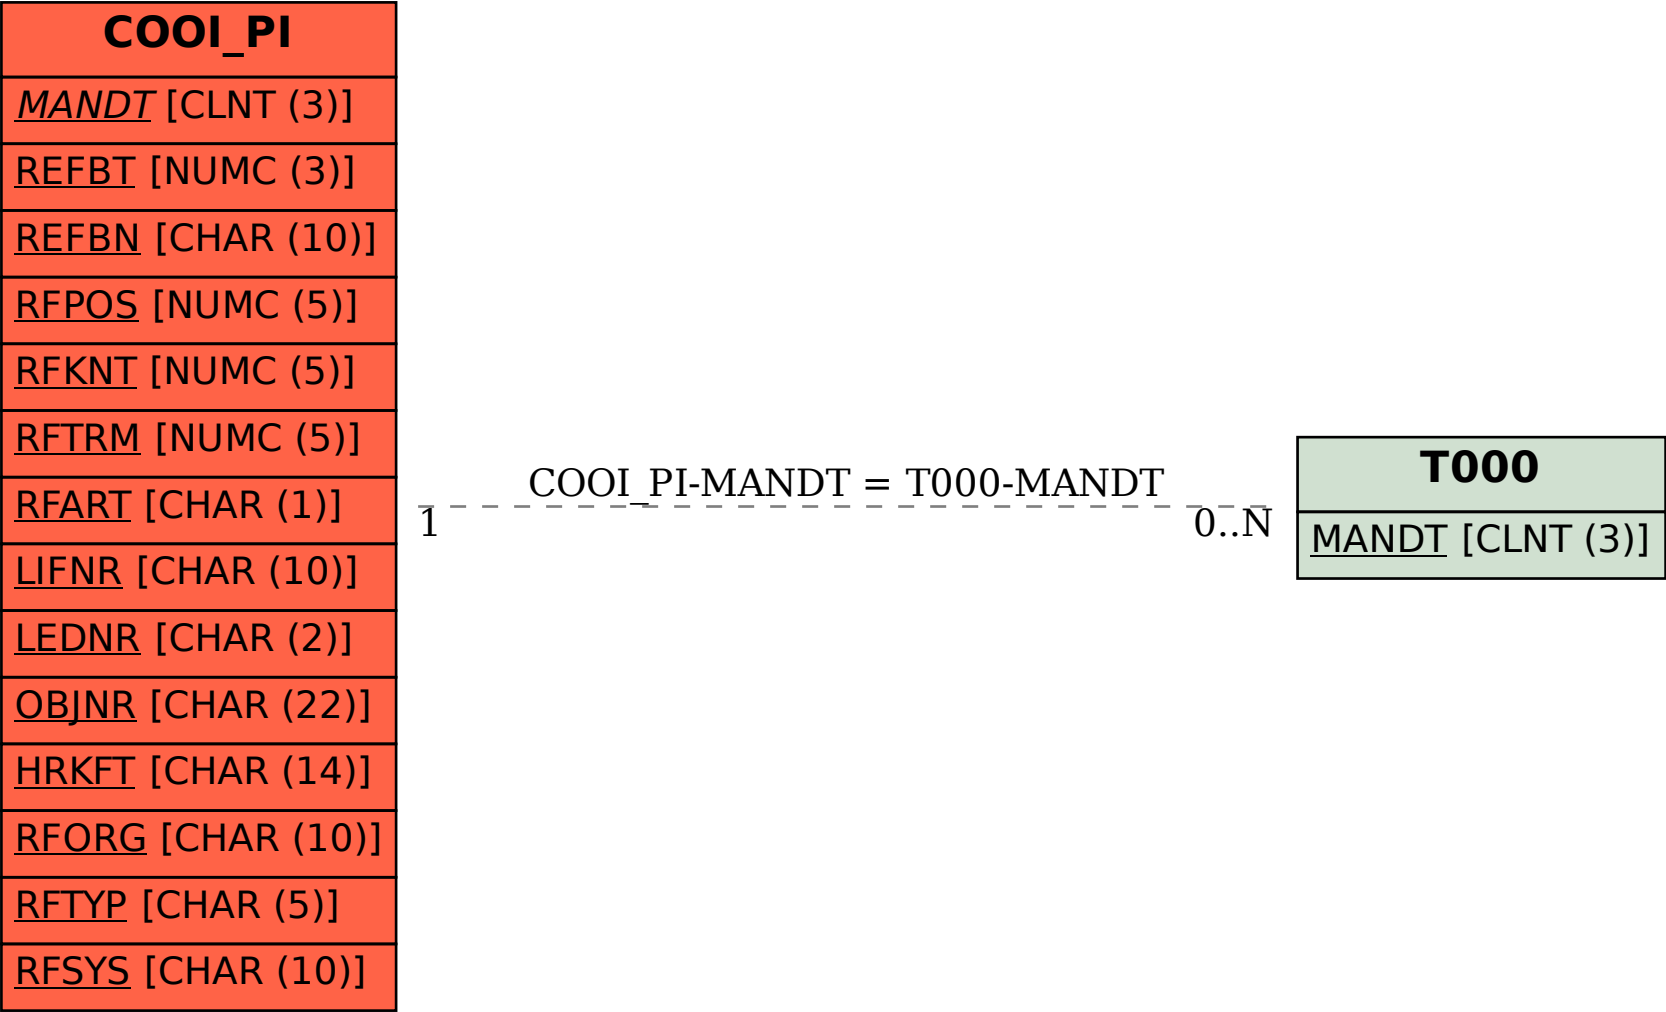 COOI_PI
MANDT [CLNT (3)]
REFBT [NUMC (3)]
REFBN [CHAR (10)]
RFPOS [NUMC (5)]
RFKNT [NUMC (5)]
RFTRM [NUMC (5)]
RFART [CHAR (1)]
LIFNR [CHAR (10)]
LEDNR [CHAR (2)]
OBJNR [CHAR (22)]
HRKFT [CHAR (14)]
RFORG [CHAR (10)]
RFTYP [CHAR (5)]
RFSYS [CHAR (10)]
COOI_PI-MANDT = T000-MANDT
1
0..N
T000
MANDT [CLNT (3)]